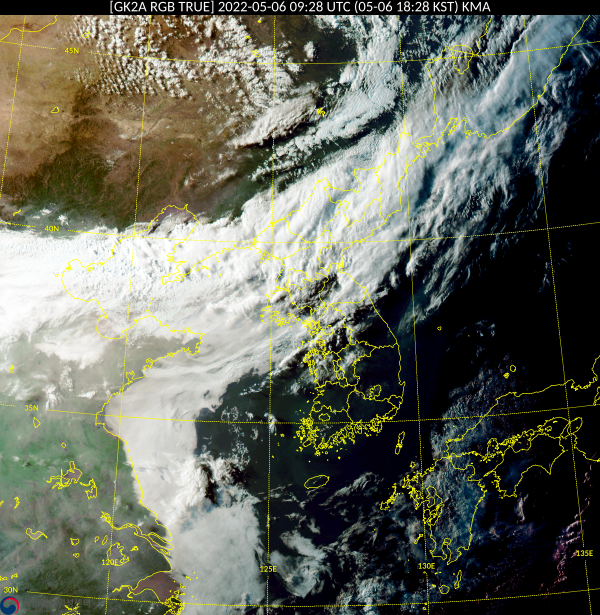 [GK2A RGB TRUE] 2022-05-06 09:28 UTC (05-06 18:28 KST) KMA
45N
40N
35N
135E
120E
125E
130E
30N